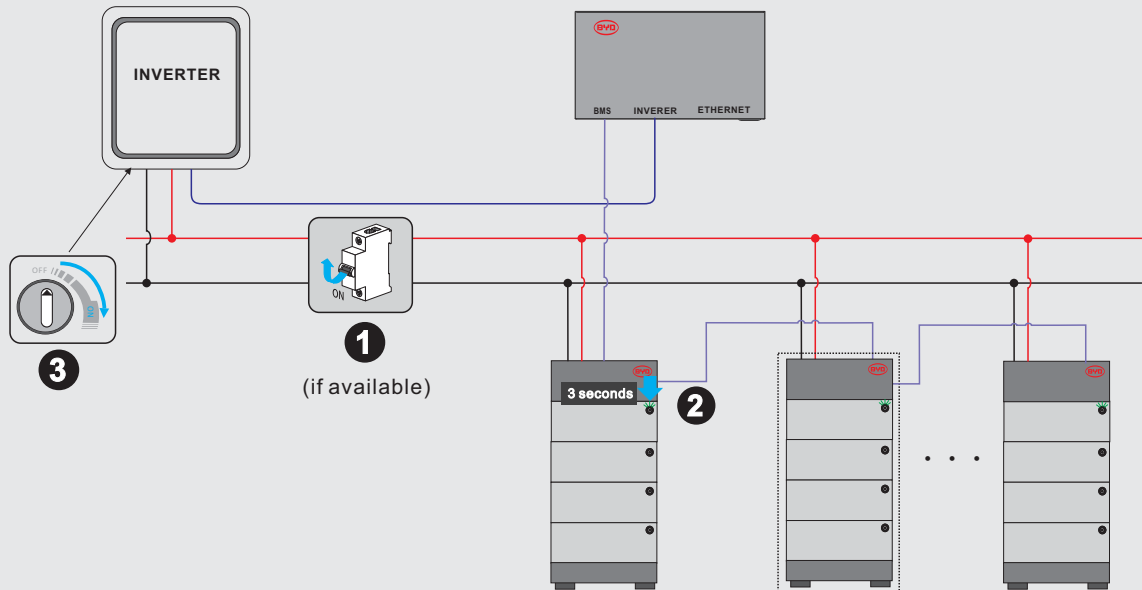 INVERTER
BYD
BMS INVERER ETHERNET
OFF
ON
3
ON
1
(if available)
BYD
3 seconds
2
BYD
BYD